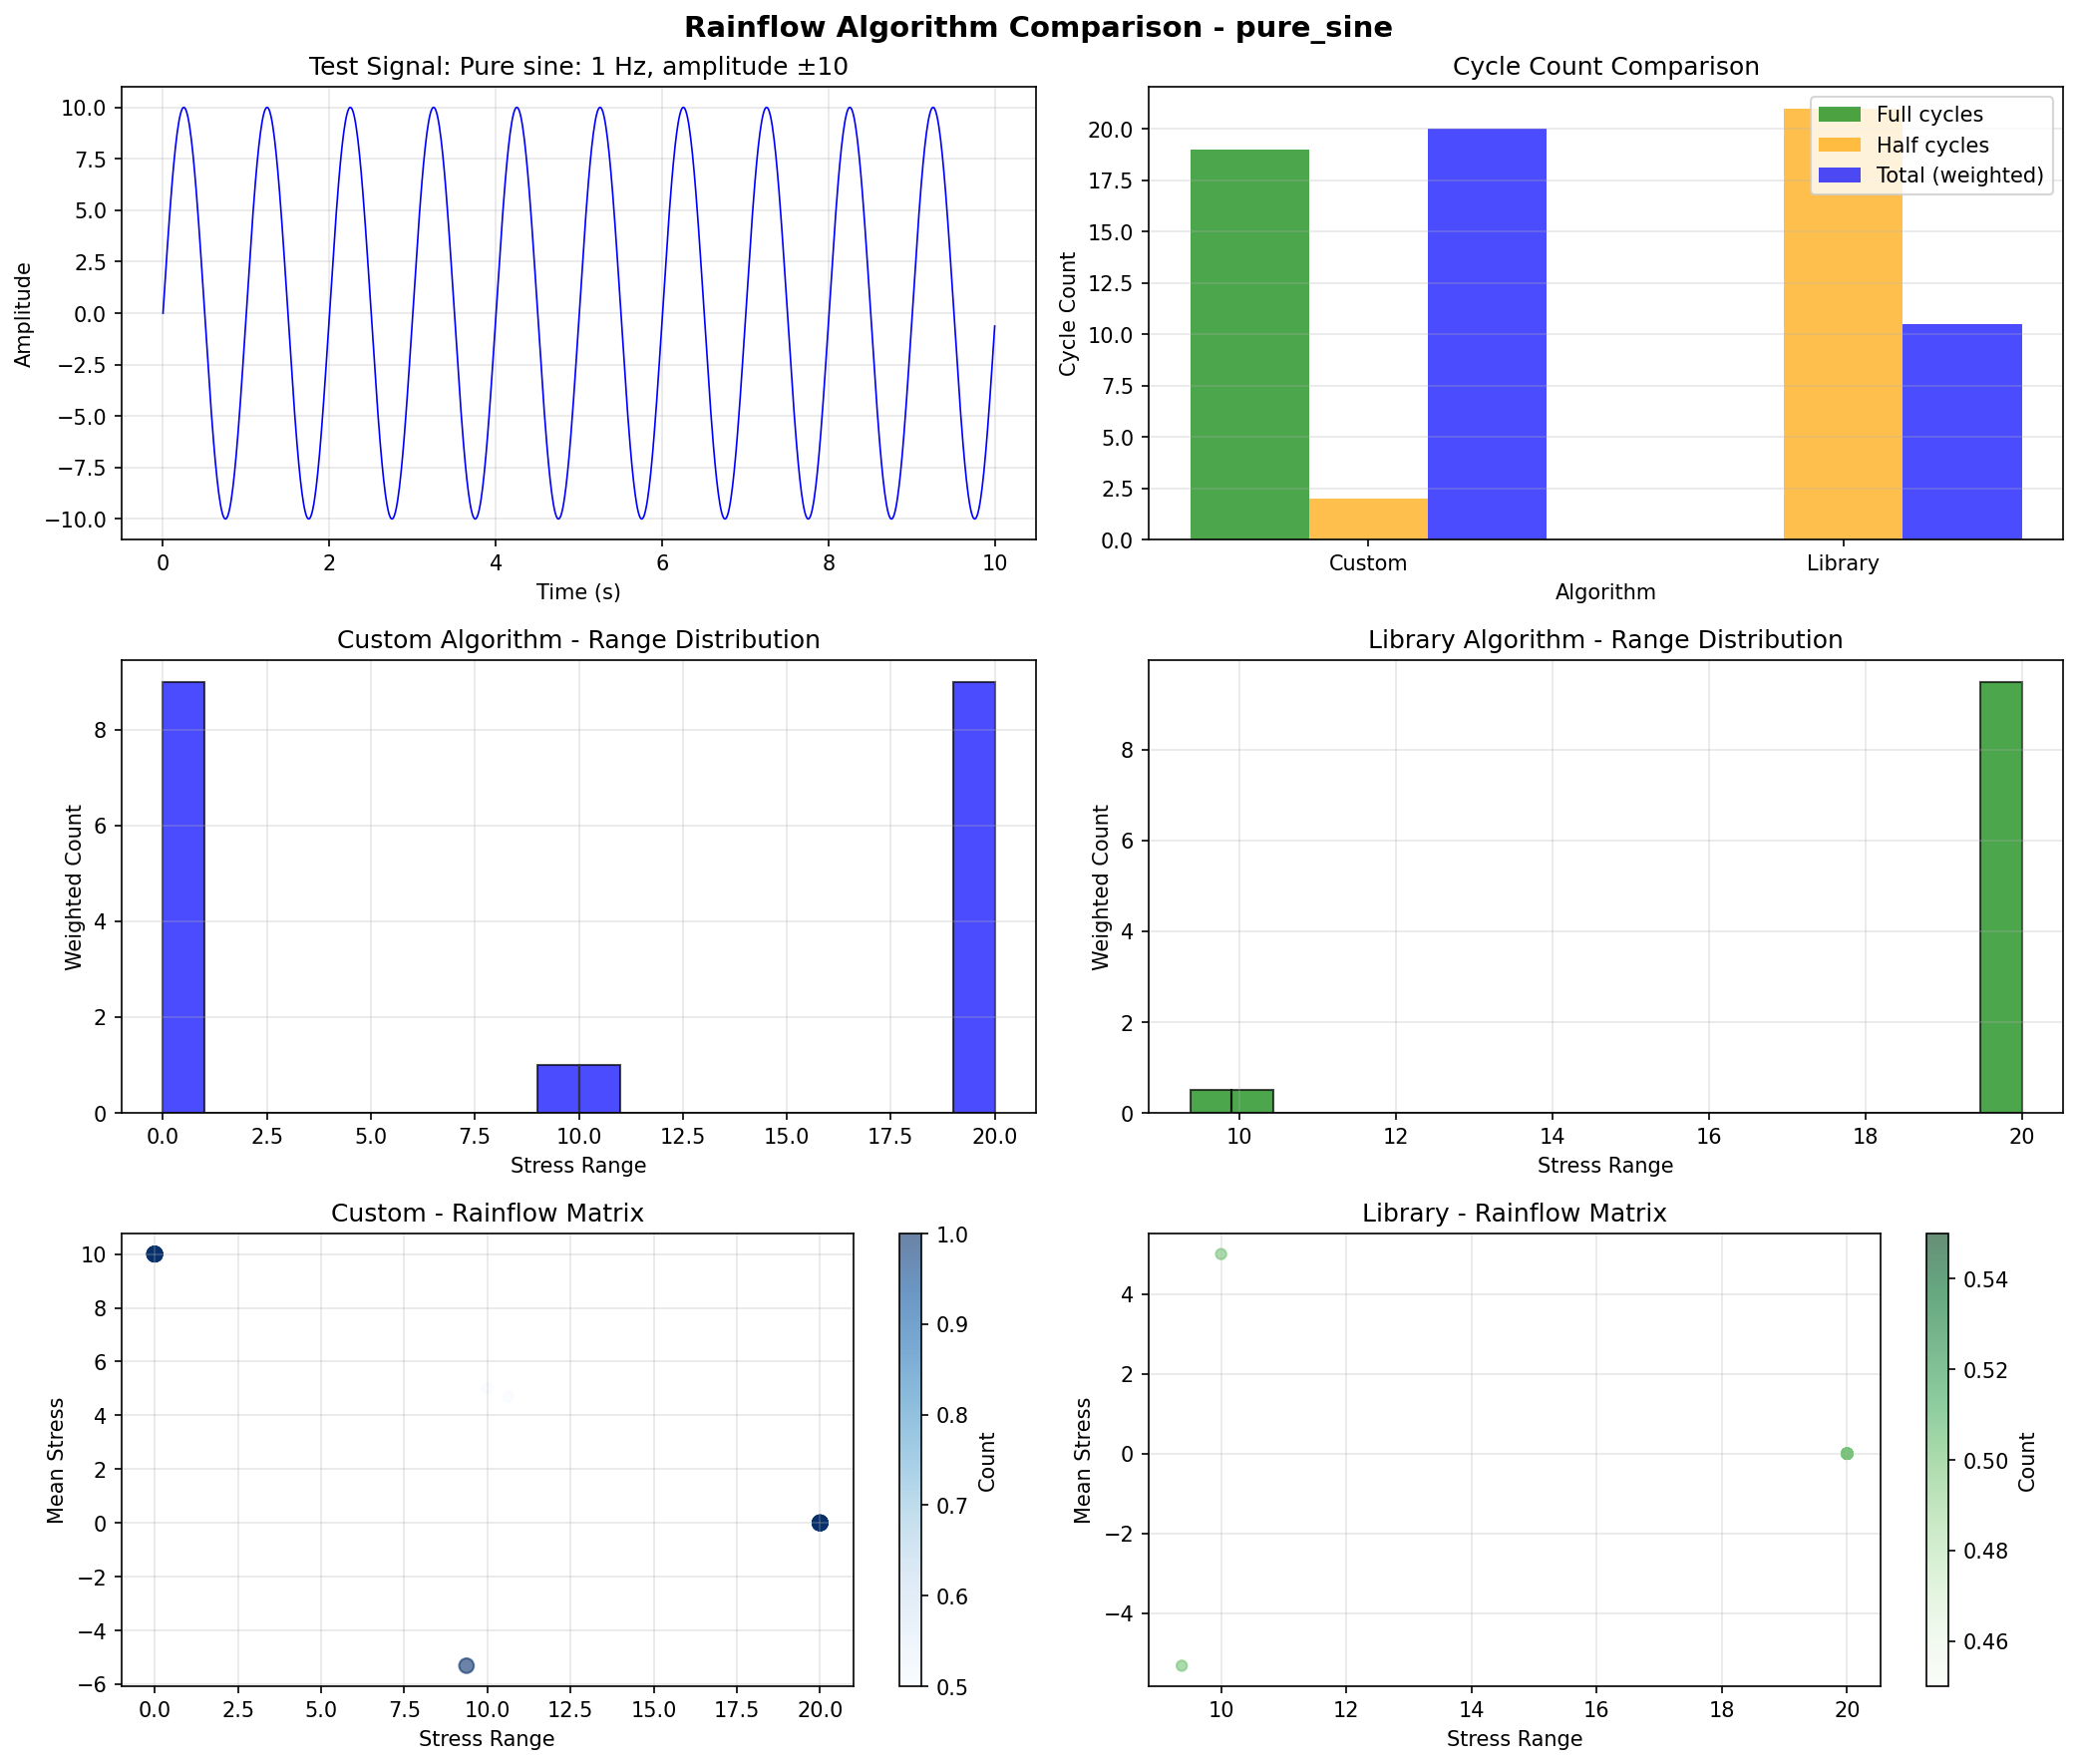 Rainflow Algorithm Comparison - pure_sine
Test Signal: Pure sine: 1 Hz, amplitude ±10
10.0
7.5
5.0
2.5
0.0
−2.5
−5.0
−7.5
−10.0
Amplitude
0 2 4 6 8 10
Time (s)
Cycle Count Comparison
Full cycles
Half cycles
Total (weighted)
20.0
17.5
15.0
12.5
10.0
7.5
5.0
2.5
0.0
Cycle Count
Custom Library
Algorithm
Custom Algorithm - Range Distribution
8
6
4
2
0
Weighted Count
0.0 2.5 5.0 7.5 10.0 12.5 15.0 17.5 20.0
Stress Range
Library Algorithm - Range Distribution
8
6
4
2
0
Weighted Count
10 12 14 16 18 20
Stress Range
Custom - Rainflow Matrix
10
8
6
4
2
0
−2
−4
−6
Mean Stress
0.0 2.5 5.0 7.5 10.0 12.5 15.0 17.5 20.0
Stress Range
1.0
0.9
0.8
0.7
0.6
0.5
Count
Library - Rainflow Matrix
4
2
0
−2
−4
Mean Stress
10 12 14 16 18 20
Stress Range
0.54
0.52
0.50
0.48
0.46
Count